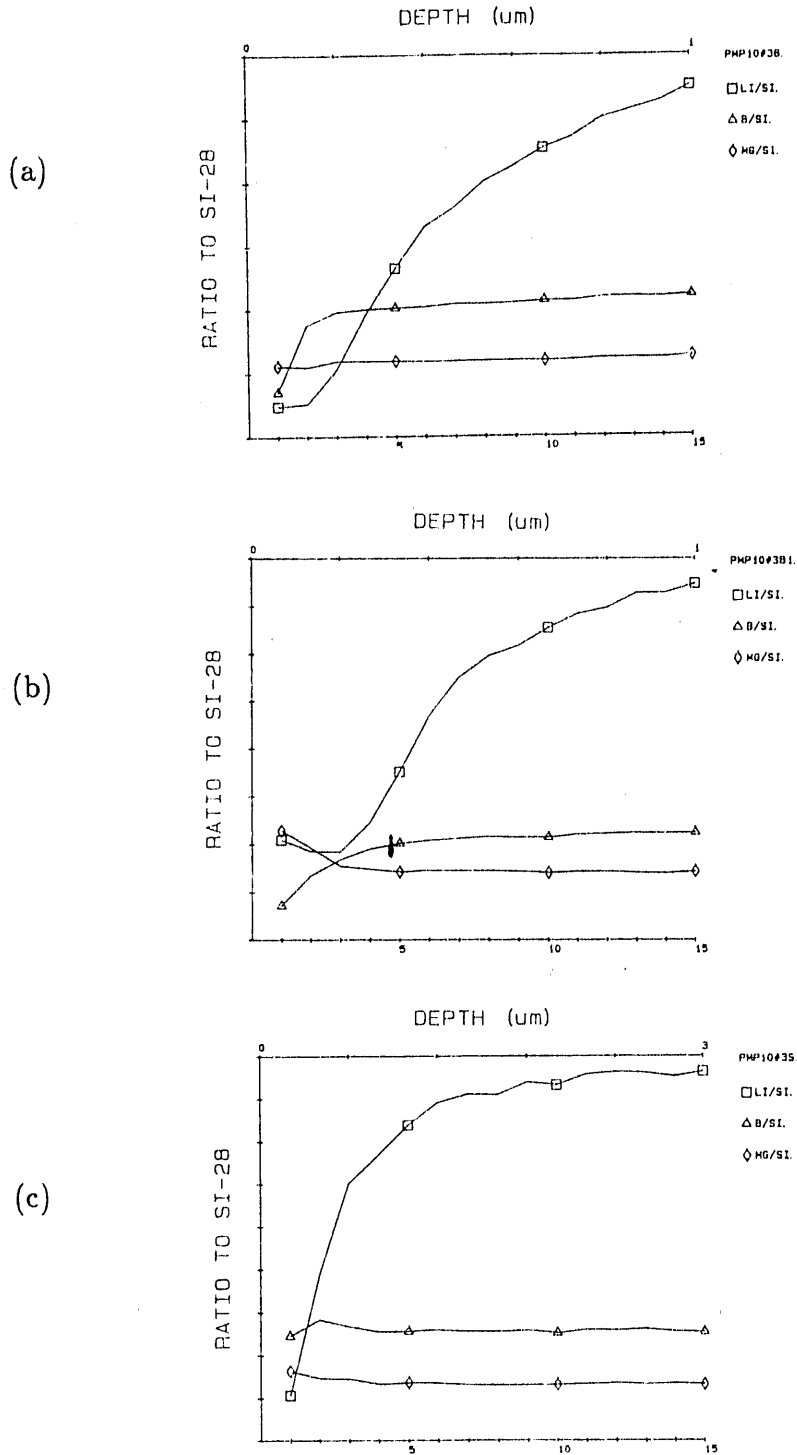 DEPTH (um)
0 1
PMP10#38.
LI/SI.
B/SI.
MG/SI.
(a)
RATIO TO SI-28
10 15
DEPTH (um)
0 1
PMP10#381.
LI/SI.
B/SI.
MG/SI.
(b)
RATIO TO SI-28
5 10 15
DEPTH (um)
0 3
PMP10#35.
LI/SI.
B/SI.
MG/SI.
(c)
RATIO TO SI-28
5 10 15